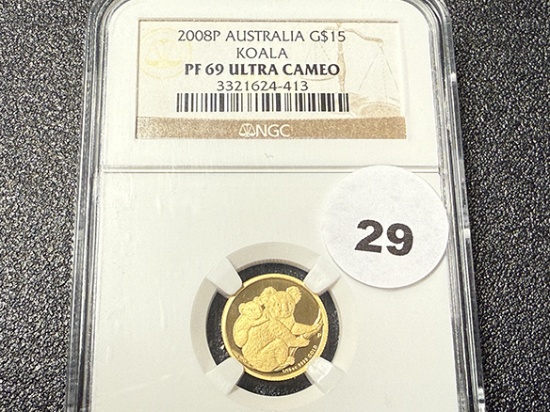 2008P AUSTRALIA G$15
KOALA
PF 69 ULTRA CAMEO
3321624-413
NGC
29